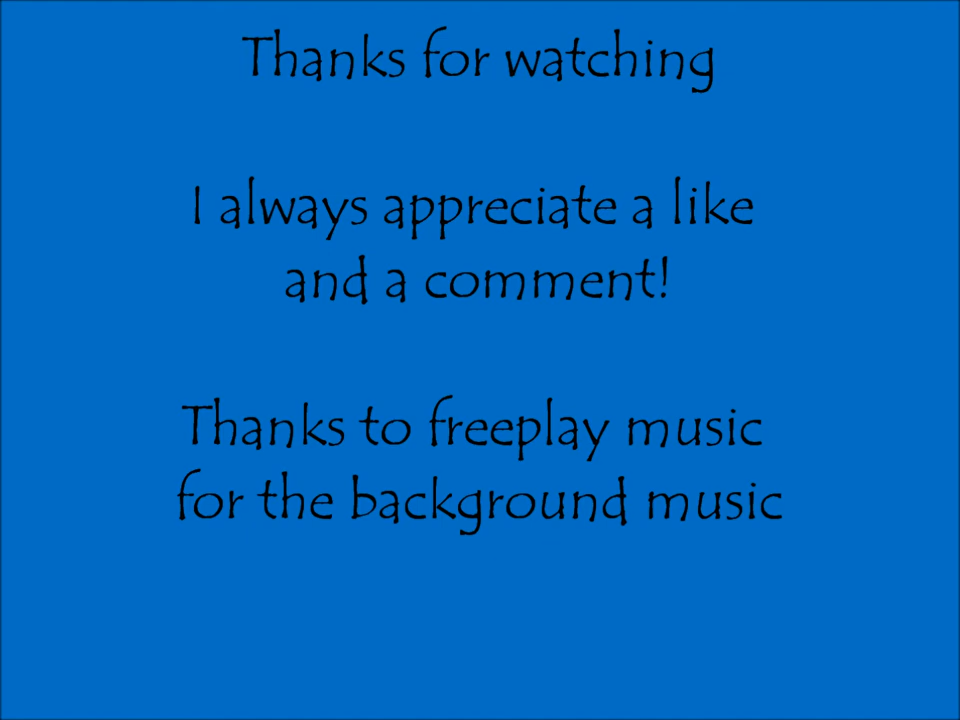 Thanks for watching
I always appreciate a like
and a comment!
Thanks to freeplay music
for the background music